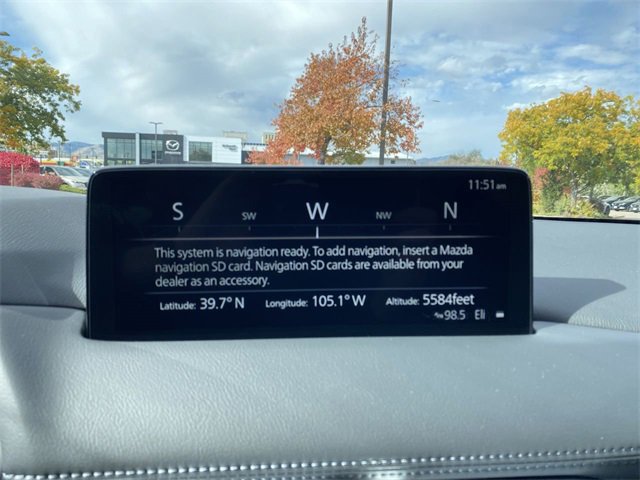 mazda
11:51am
S SW W NW N
This system is navigation ready. To add navigation, insert a Mazda
navigation SD card. Navigation SD cards are available from your
dealer as an accessory.
Latitude: 39.7° N Longitude: 105.1° W Altitude: 5584feet
98.5 Eli